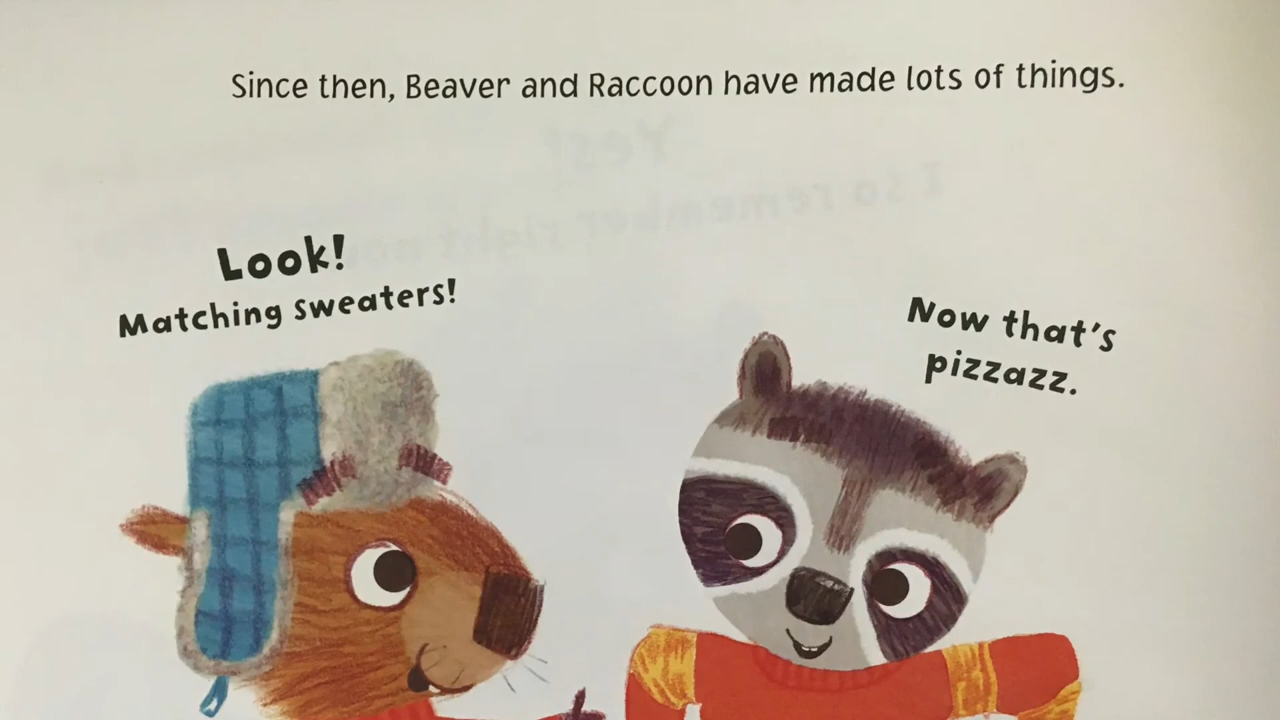 Since then, Beaver and Raccoon have made lots of things.
Look!
Matching sweaters!
Now that's
pizzazz.